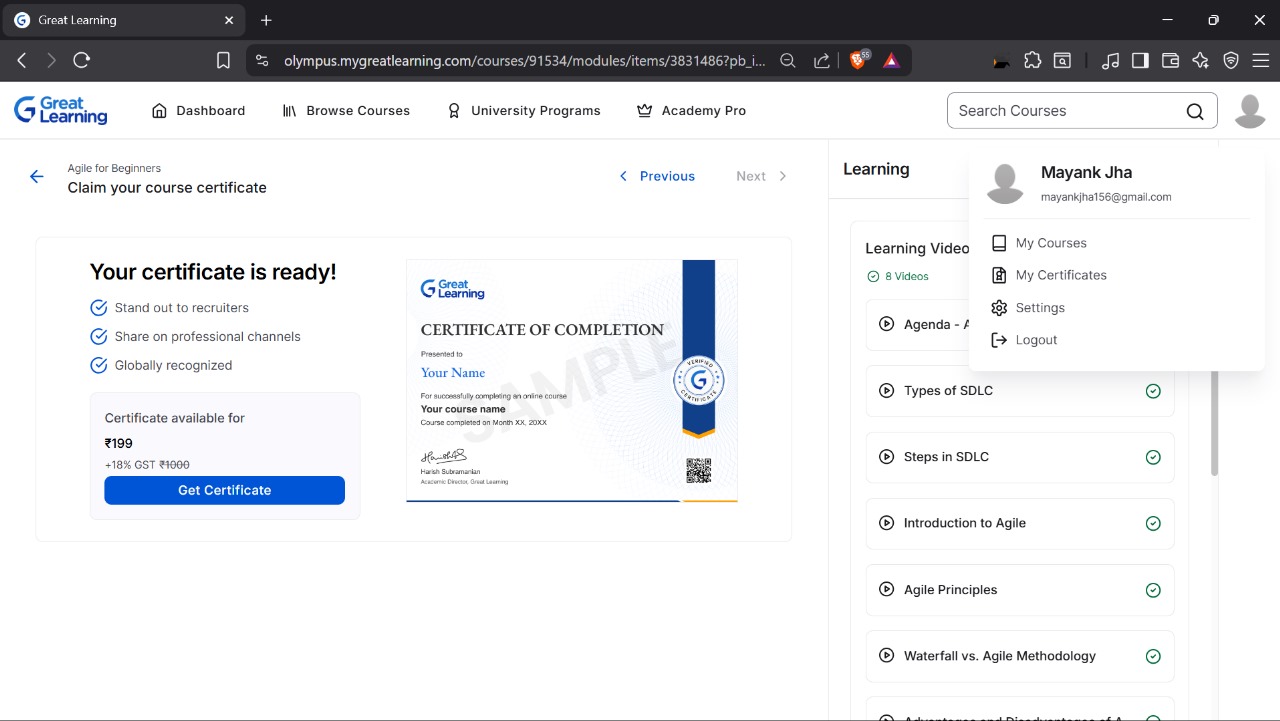 Great Learning
olympus.mygreatlearning.com/courses/91534/modules/items/3831486?pb_i...
55
Great
Learning
Dashboard
Browse Courses
University Programs
Academy Pro
Search Courses
Agile for Beginners
Claim your course certificate
Previous
Next
Your certificate is ready!
Stand out to recruiters
Share on professional channels
Globally recognized
Certificate available for
₹199
+18% GST ₹1000
Get Certificate
Great
Learning
CERTIFICATE OF COMPLETION
Presented to
Your Name
For successfully completing an online course
Your course name
Course completed on Month XX, 20XX
Harish Subramanian
Academic Director, Great Learning
SAMPLE
VERIFIED
CERTIFICATE
Learning
Learning Video
8 Videos
Agenda - A
Types of SDLC
Steps in SDLC
Introduction to Agile
Agile Principles
Waterfall vs. Agile Methodology
Advantages and Disadvantages of A
Mayank Jha
mayankjha156@gmail.com
My Courses
My Certificates
Settings
Logout